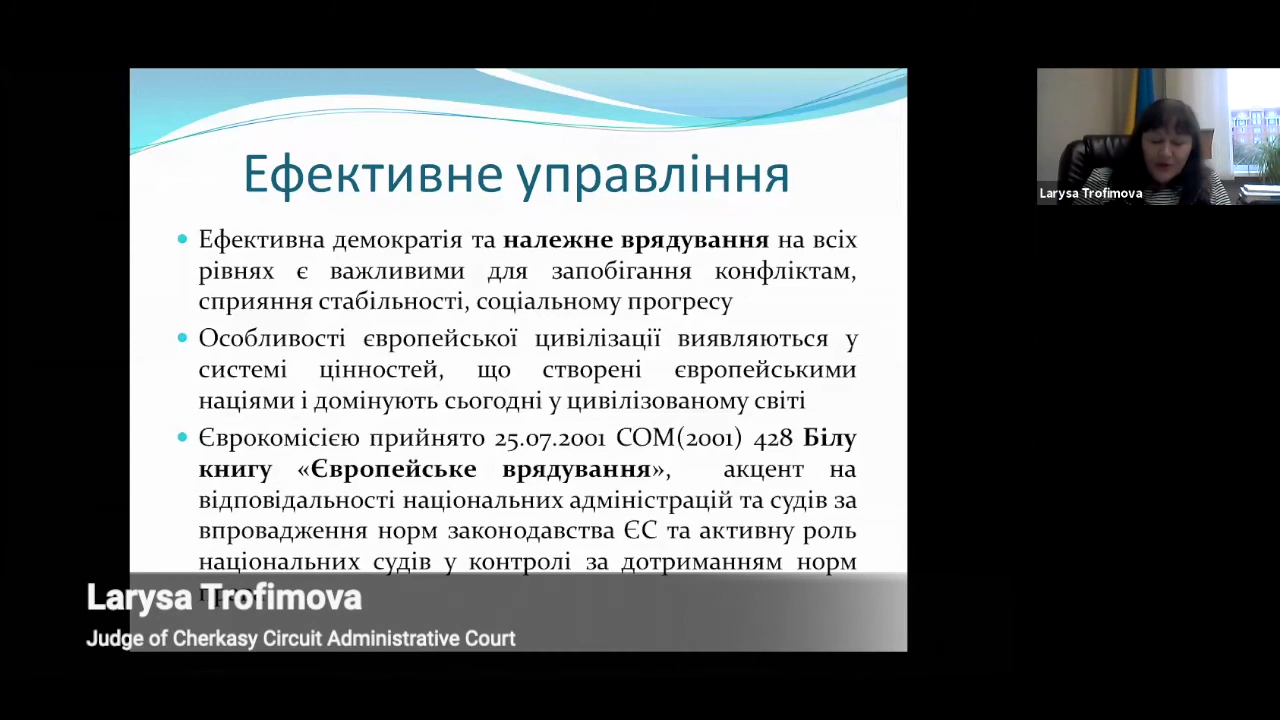 Ефективне управління
Ефективна демократія та належне врядування на всіх
рівнях є важливими для запобігання конфліктам,
сприяння стабільності, соціальному прогресу
Особливості європейської цивілізації виявляються у
системі цінностей, що створені європейськими
націями і домінують сьогодні у цивілізованому світі
Єврокомісією прийнято 25.07.2001 COM(2001) 428 Білу
книгу «Європейське врядування», акцент на
відповідальності національних адміністрацій та судів за
впровадження норм законодавства ЄС та активну роль
національних судів у контролі за дотриманням норм
Larysa Trofimova
Judge of Cherkasy Circuit Administrative Court
Larysa Trofimova